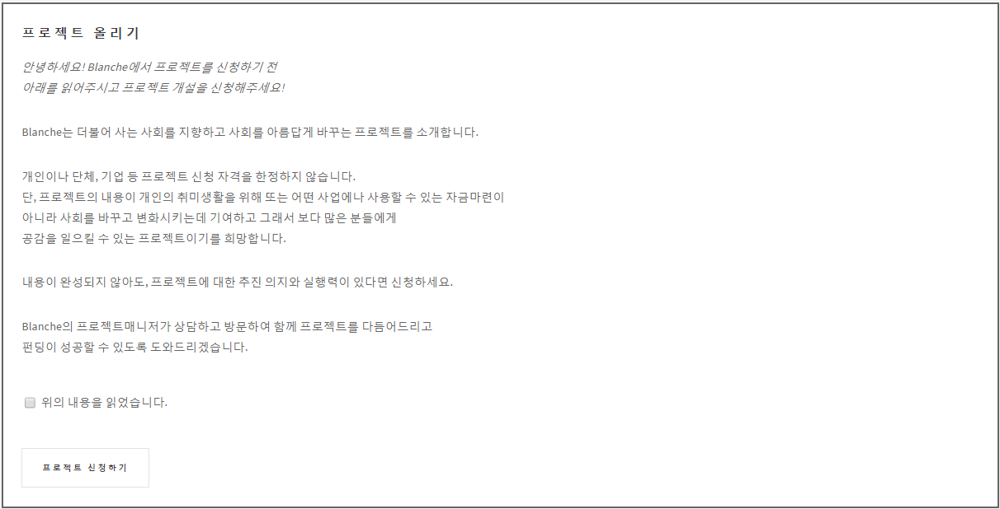 프로젝트 올리기
안녕하세요! Blanche에서 프로젝트를 신청하기 전
아래를 읽어주시고 프로젝트 개설을 신청해주세요!
Blanche는 더불어 사는 사회를 지향하고 사회를 아름답게 바꾸는 프로젝트를 소개합니다.
개인이나 단체, 기업 등 프로젝트 신청 자격을 한정하지 않습니다.
단, 프로젝트의 내용이 개인의 취미생활을 위해 또는 어떤 사업에나 사용할 수 있는 자금마련이
아니라 사회를 바꾸고 변화시키는데 기여하고 그래서 보다 많은 분들에게
공감을 일으킬 수 있는 프로젝트이기를 희망합니다.
내용이 완성되지 않아도, 프로젝트에 대한 추진 의지와 실행력이 있다면 신청하세요.
Blanche의 프로젝트매니저가 상담하고 방문하여 함께 프로젝트를 다듬어드리고
펀딩이 성공할 수 있도록 도와드리겠습니다.
위의 내용을 읽었습니다.
프로젝트 신청하기